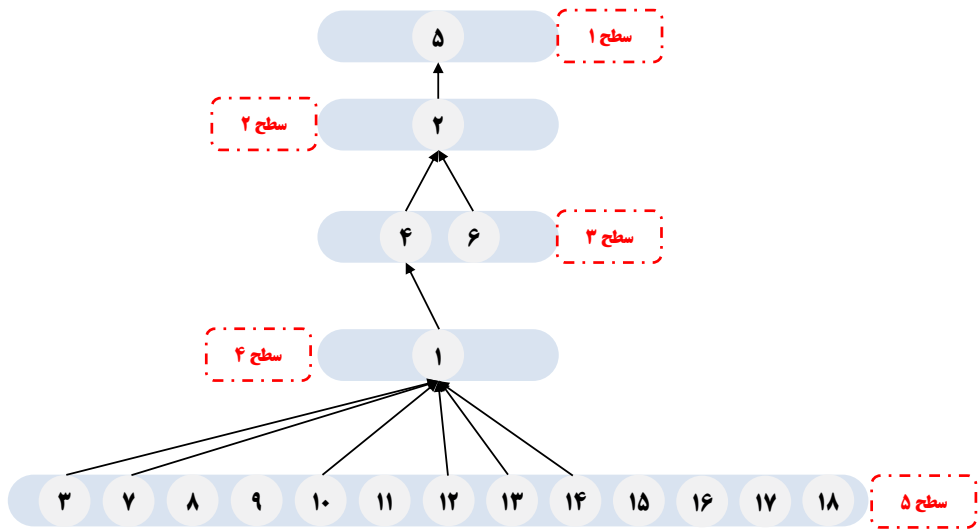 ۵
سطح ۱
سطح ۲
۲
۴ ۶
سطح ۳
سطح ۴
۱
۳ ۷ ۸ ۹ ۱۰ ۱۱ ۱۲ ۱۳ ۱۴ ۱۵ ۱۶ ۱۷ ۱۸
سطح ۵